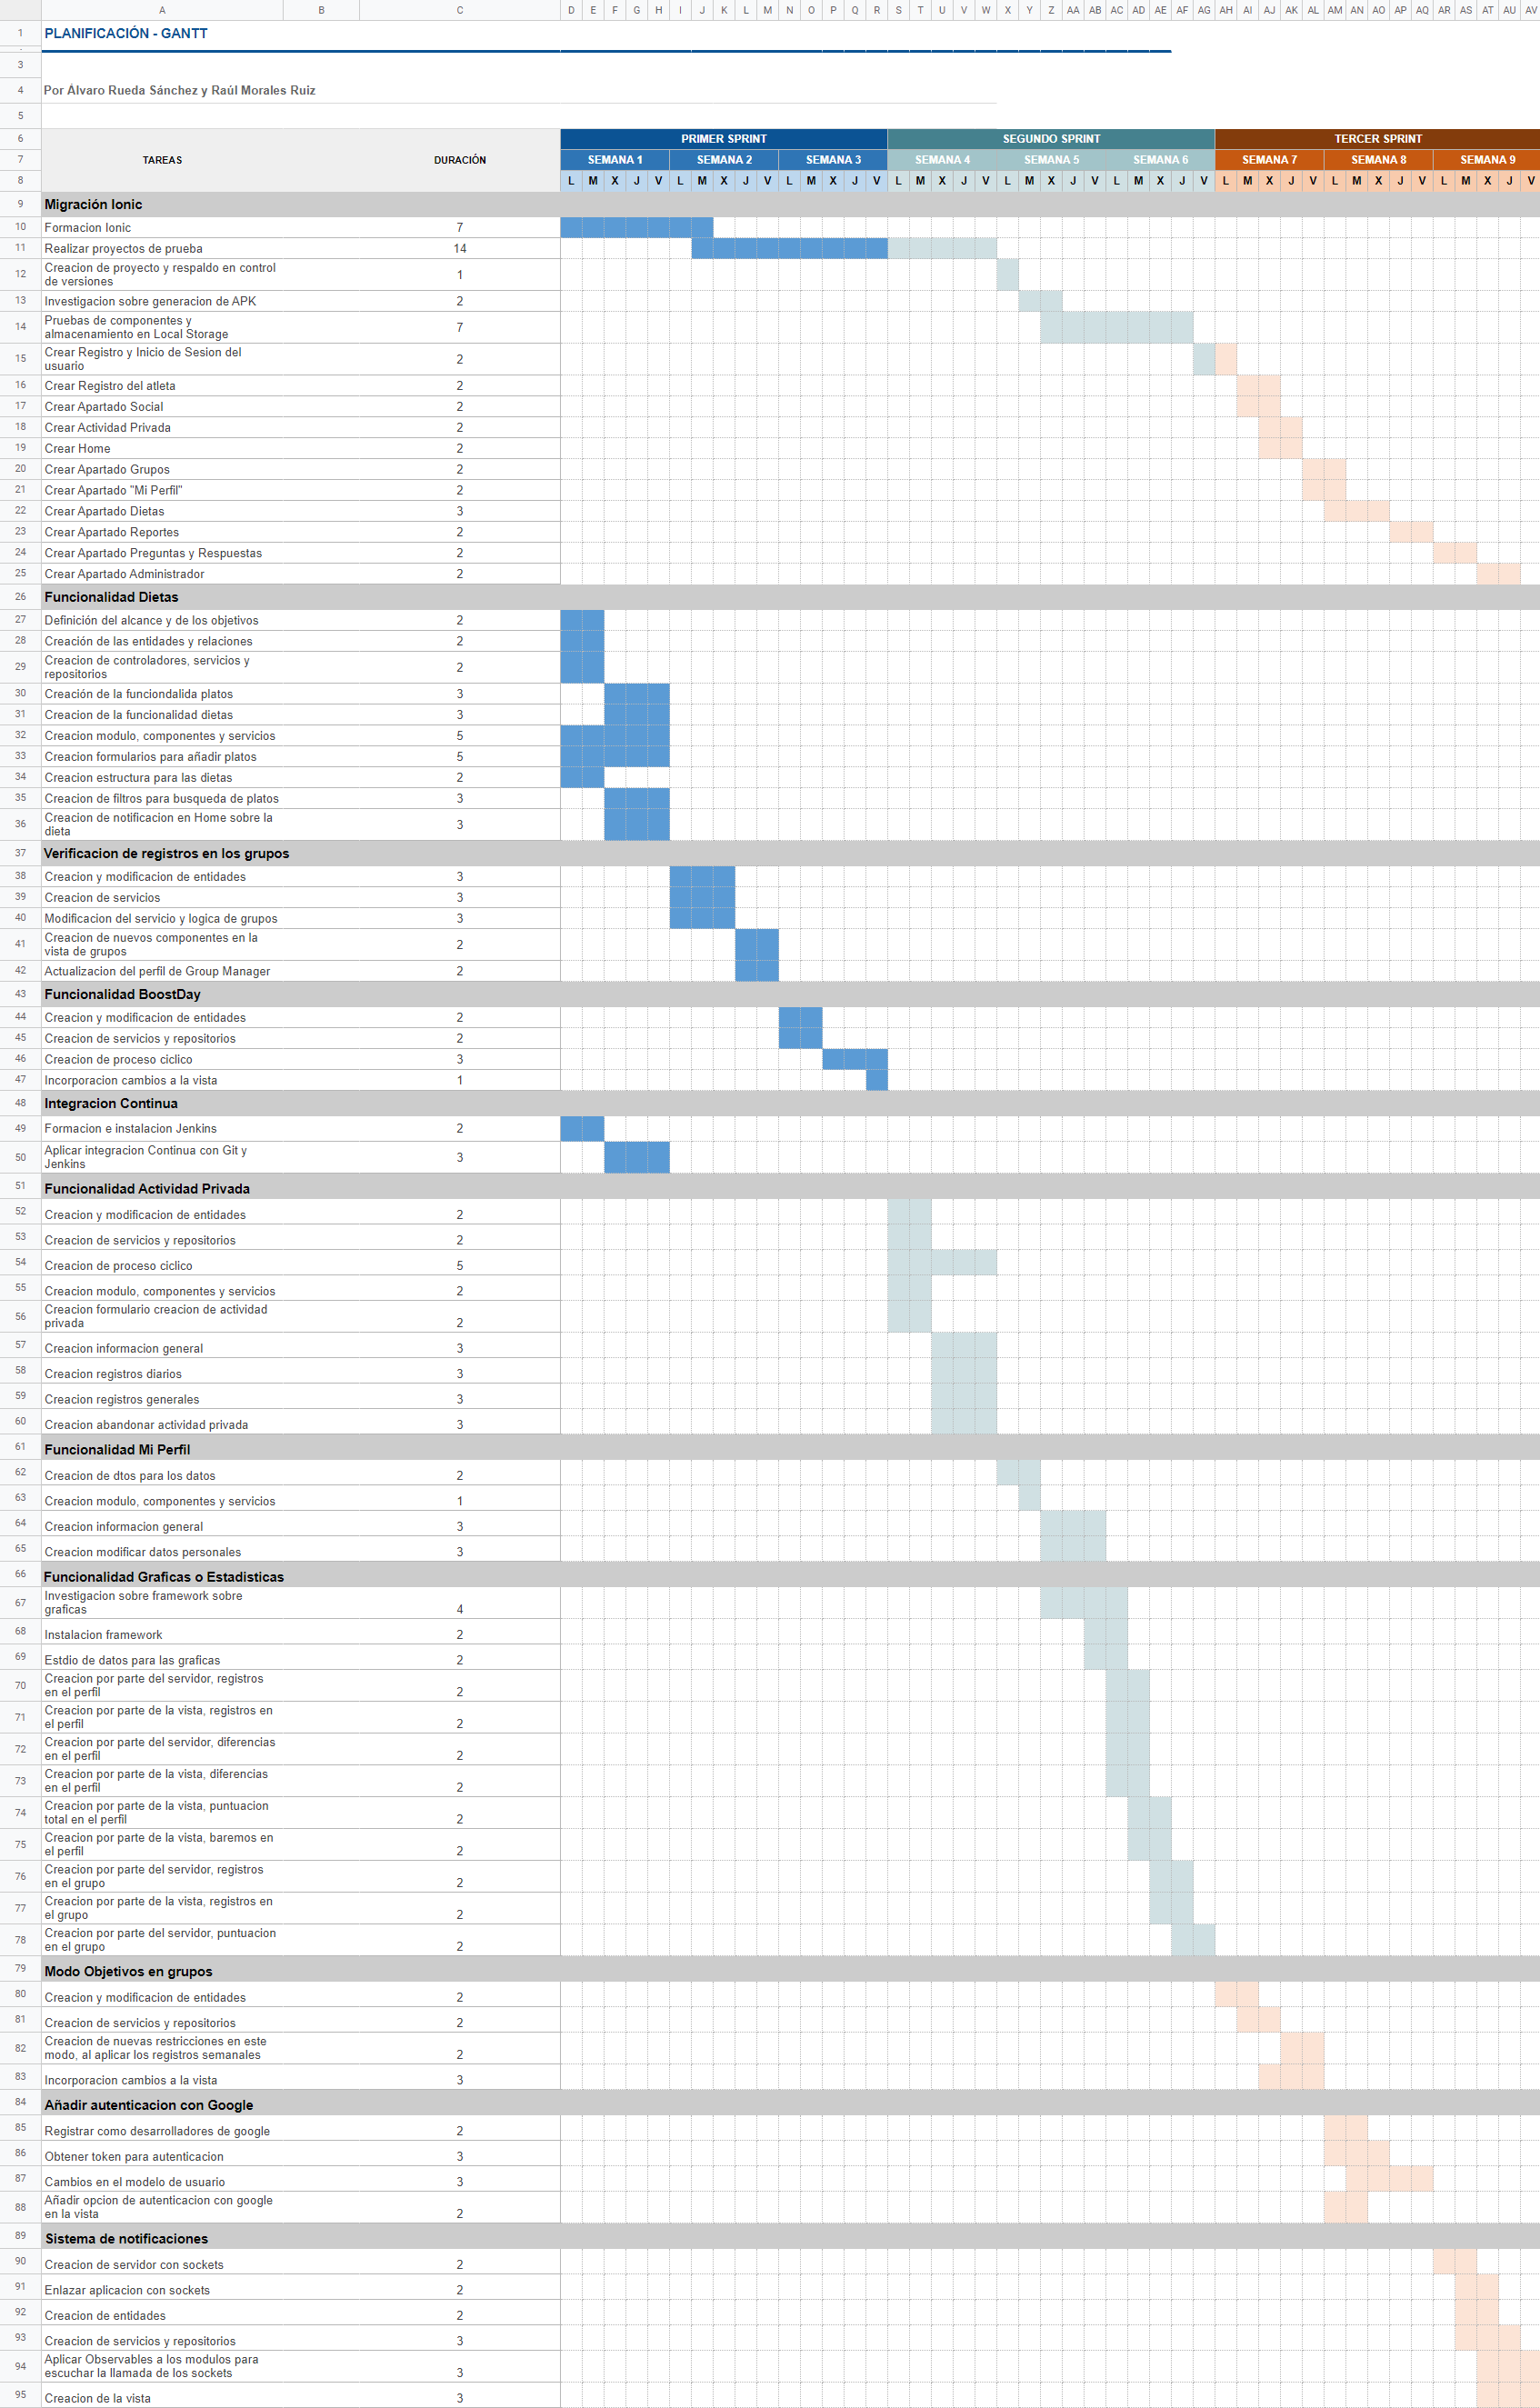 A B C D E F G H I J K L M N O P Q R S T U V W X Y Z AA AB AC AD AE AF AG AH AI AJ AK AL AM AN AO AP AQ AR AS AT AU AV
1 PLANIFICACIÓN - GANTT
3
4 Por Álvaro Rueda Sánchez y Raúl Morales Ruiz
5
6 PRIMER SPRINT SEGUNDO SPRINT TERCER SPRINT
7 TAREAS DURACIÓN SEMANA 1 SEMANA 2 SEMANA 3 SEMANA 4 SEMANA 5 SEMANA 6 SEMANA 7 SEMANA 8 SEMANA 9
8 L M X J V L M X J V L M X J V L M X J V L M X J V L M X J V L M X J V L M X J V L M X J V
9 Migración Ionic
10 Formacion Ionic 7
11 Realizar proyectos de prueba 14
12 Creacion de proyecto y respaldo en control
de versiones 1
13 Investigacion sobre generacion de APK 2
14 Pruebas de componentes y
almacenamiento en Local Storage 7
15 Crear Registro y Inicio de Sesion del
usuario 2
16 Crear Registro del atleta 2
17 Crear Apartado Social 2
18 Crear Actividad Privada 2
19 Crear Home 2
20 Crear Apartado Grupos 2
21 Crear Apartado "Mi Perfil" 2
22 Crear Apartado Dietas 3
23 Crear Apartado Reportes 2
24 Crear Apartado Preguntas y Respuestas 2
25 Crear Apartado Administrador 2
26 Funcionalidad Dietas
27 Definición del alcance y de los objetivos 2
28 Creación de las entidades y relaciones 2
29 Creacion de controladores, servicios y
repositorios 2
30 Creación de la funciondalida platos 3
31 Creacion de la funcionalidad dietas 3
32 Creacion modulo, componentes y servicios 5
33 Creacion formularios para añadir platos 5
34 Creacion estructura para las dietas 2
35 Creacion de filtros para busqueda de platos 3
36 Creacion de notificacion en Home sobre la
dieta 3
37 Verificacion de registros en los grupos
38 Creacion y modificacion de entidades 3
39 Creacion de servicios 3
40 Modificacion del servicio y logica de grupos 3
41 Creacion de nuevos componentes en la
vista de grupos 2
42 Actualizacion del perfil de Group Manager 2
43 Funcionalidad BoostDay
44 Creacion y modificacion de entidades 2
45 Creacion de servicios y repositorios 2
46 Creacion de proceso ciclico 3
47 Incorporacion cambios a la vista 1
48 Integracion Continua
49 Formacion e instalacion Jenkins 2
50 Aplicar integracion Continua con Git y
Jenkins 3
51 Funcionalidad Actividad Privada
52 Creacion y modificacion de entidades 2
53 Creacion de servicios y repositorios 2
54 Creacion de proceso ciclico 5
55 Creacion modulo, componentes y servicios 2
56 Creacion formulario creacion de actividad
privada 2
57 Creacion informacion general 3
58 Creacion registros diarios 3
59 Creacion registros generales 3
60 Creacion abandonar actividad privada 3
61 Funcionalidad Mi Perfil
62 Creacion de dtos para los datos 2
63 Creacion modulo, componentes y servicios 1
64 Creacion informacion general 3
65 Creacion modificar datos personales 3
66 Funcionalidad Graficas o Estadisticas
67 Investigacion sobre framework sobre
graficas 4
68 Instalacion framework 2
69 Estdio de datos para las graficas 2
70 Creacion por parte del servidor, registros
en el perfil 2
71 Creacion por parte de la vista, registros en
el perfil 2
72 Creacion por parte del servidor, diferencias
en el perfil 2
73 Creacion por parte de la vista, diferencias
en el perfil 2
74 Creacion por parte de la vista, puntuacion
total en el perfil 2
75 Creacion por parte de la vista, baremos en
el perfil 2
76 Creacion por parte del servidor, registros
en el grupo 2
77 Creacion por parte de la vista, registros en
el grupo 2
78 Creacion por parte del servidor, puntuacion
en el grupo 2
79 Modo Objetivos en grupos
80 Creacion y modificacion de entidades 2
81 Creacion de servicios y repositorios 2
82 Creacion de nuevas restricciones en este
modo, al aplicar los registros semanales 2
83 Incorporacion cambios a la vista 3
84 Añadir autenticacion con Google
85 Registrar como desarrolladores de google 2
86 Obtener token para autenticacion 3
87 Cambios en el modelo de usuario 3
88 Añadir opcion de autenticacion con google
en la vista 2
89 Sistema de notificaciones
90 Creacion de servidor con sockets 2
91 Enlazar aplicacion con sockets 2
92 Creacion de entidades 2
93 Creacion de servicios y repositorios 3
94 Aplicar Observables a los modulos para
escuchar la llamada de los sockets 3
95 Creacion de la vista 3